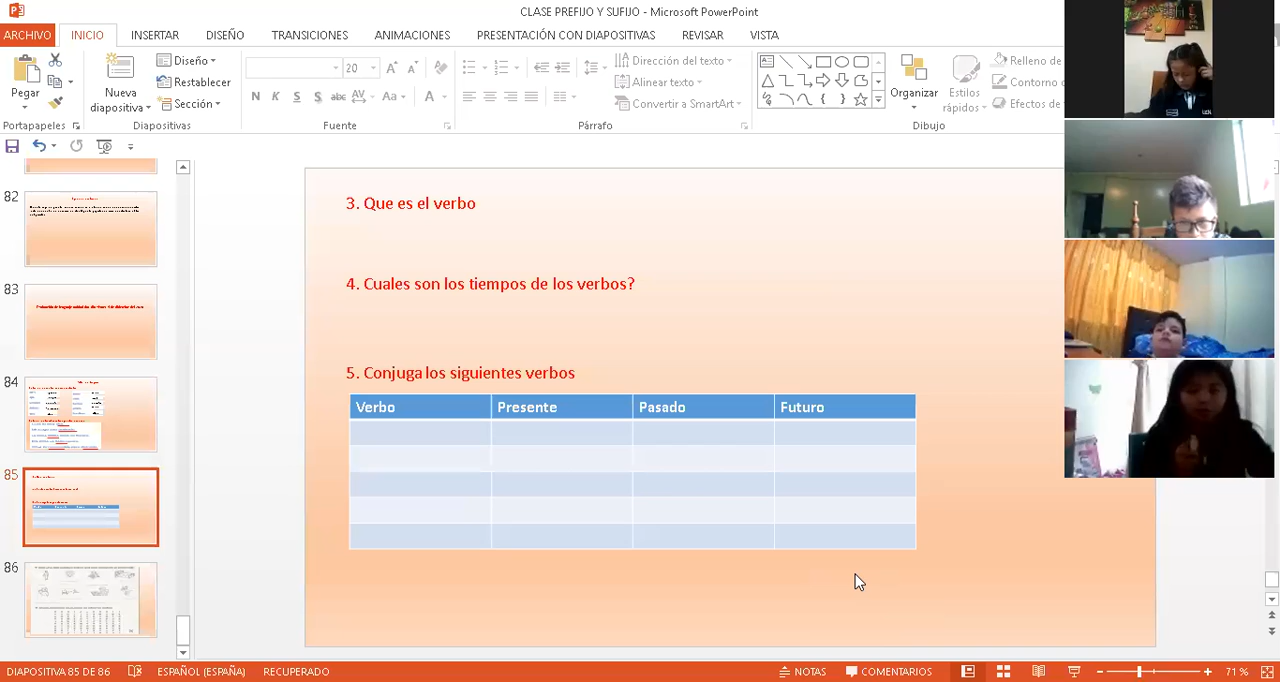 CLASE PREFIJO Y SUFIJO - Microsoft PowerPoint
ARCHIVO INICIO INSERTAR DISEÑO TRANSICIONES ANIMACIONES PRESENTACIÓN CON DIAPOSITIVAS REVISAR VISTA
Pegar
Nueva
diapositiva
Diseño
Restablecer
Sección
20
N K S S abc AV Aa A
Dirección del texto
Alinear texto
Convertir a SmartArt
Organizar
Estilos
rápidos
Relleno de
Contorno
Efectos de
Portapapeles Diapositivas Fuente Párrafo Dibujo
82
83
84
85
86
3. Que es el verbo
4. Cuales son los tiempos de los verbos?
5. Conjuga los siguientes verbos
Verbo Presente Pasado Futuro
DIAPOSITIVA 85 DE 86 ESPAÑOL (ESPAÑA) RECUPERADO NOTAS COMENTARIOS 71 %